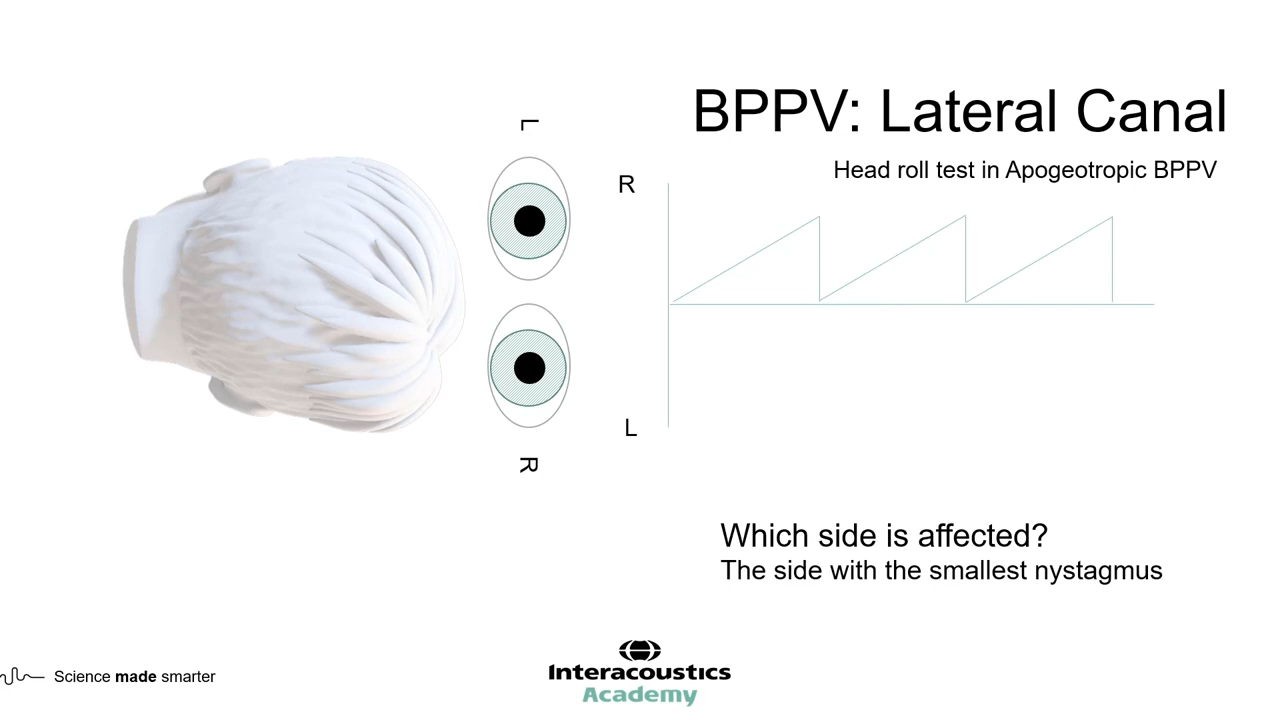 BPPV: Lateral Canal
Head roll test in Apogeotropic BPPV
L
R
L
R
Which side is affected?
The side with the smallest nystagmus
Science made smarter
Interacoustics
Academy